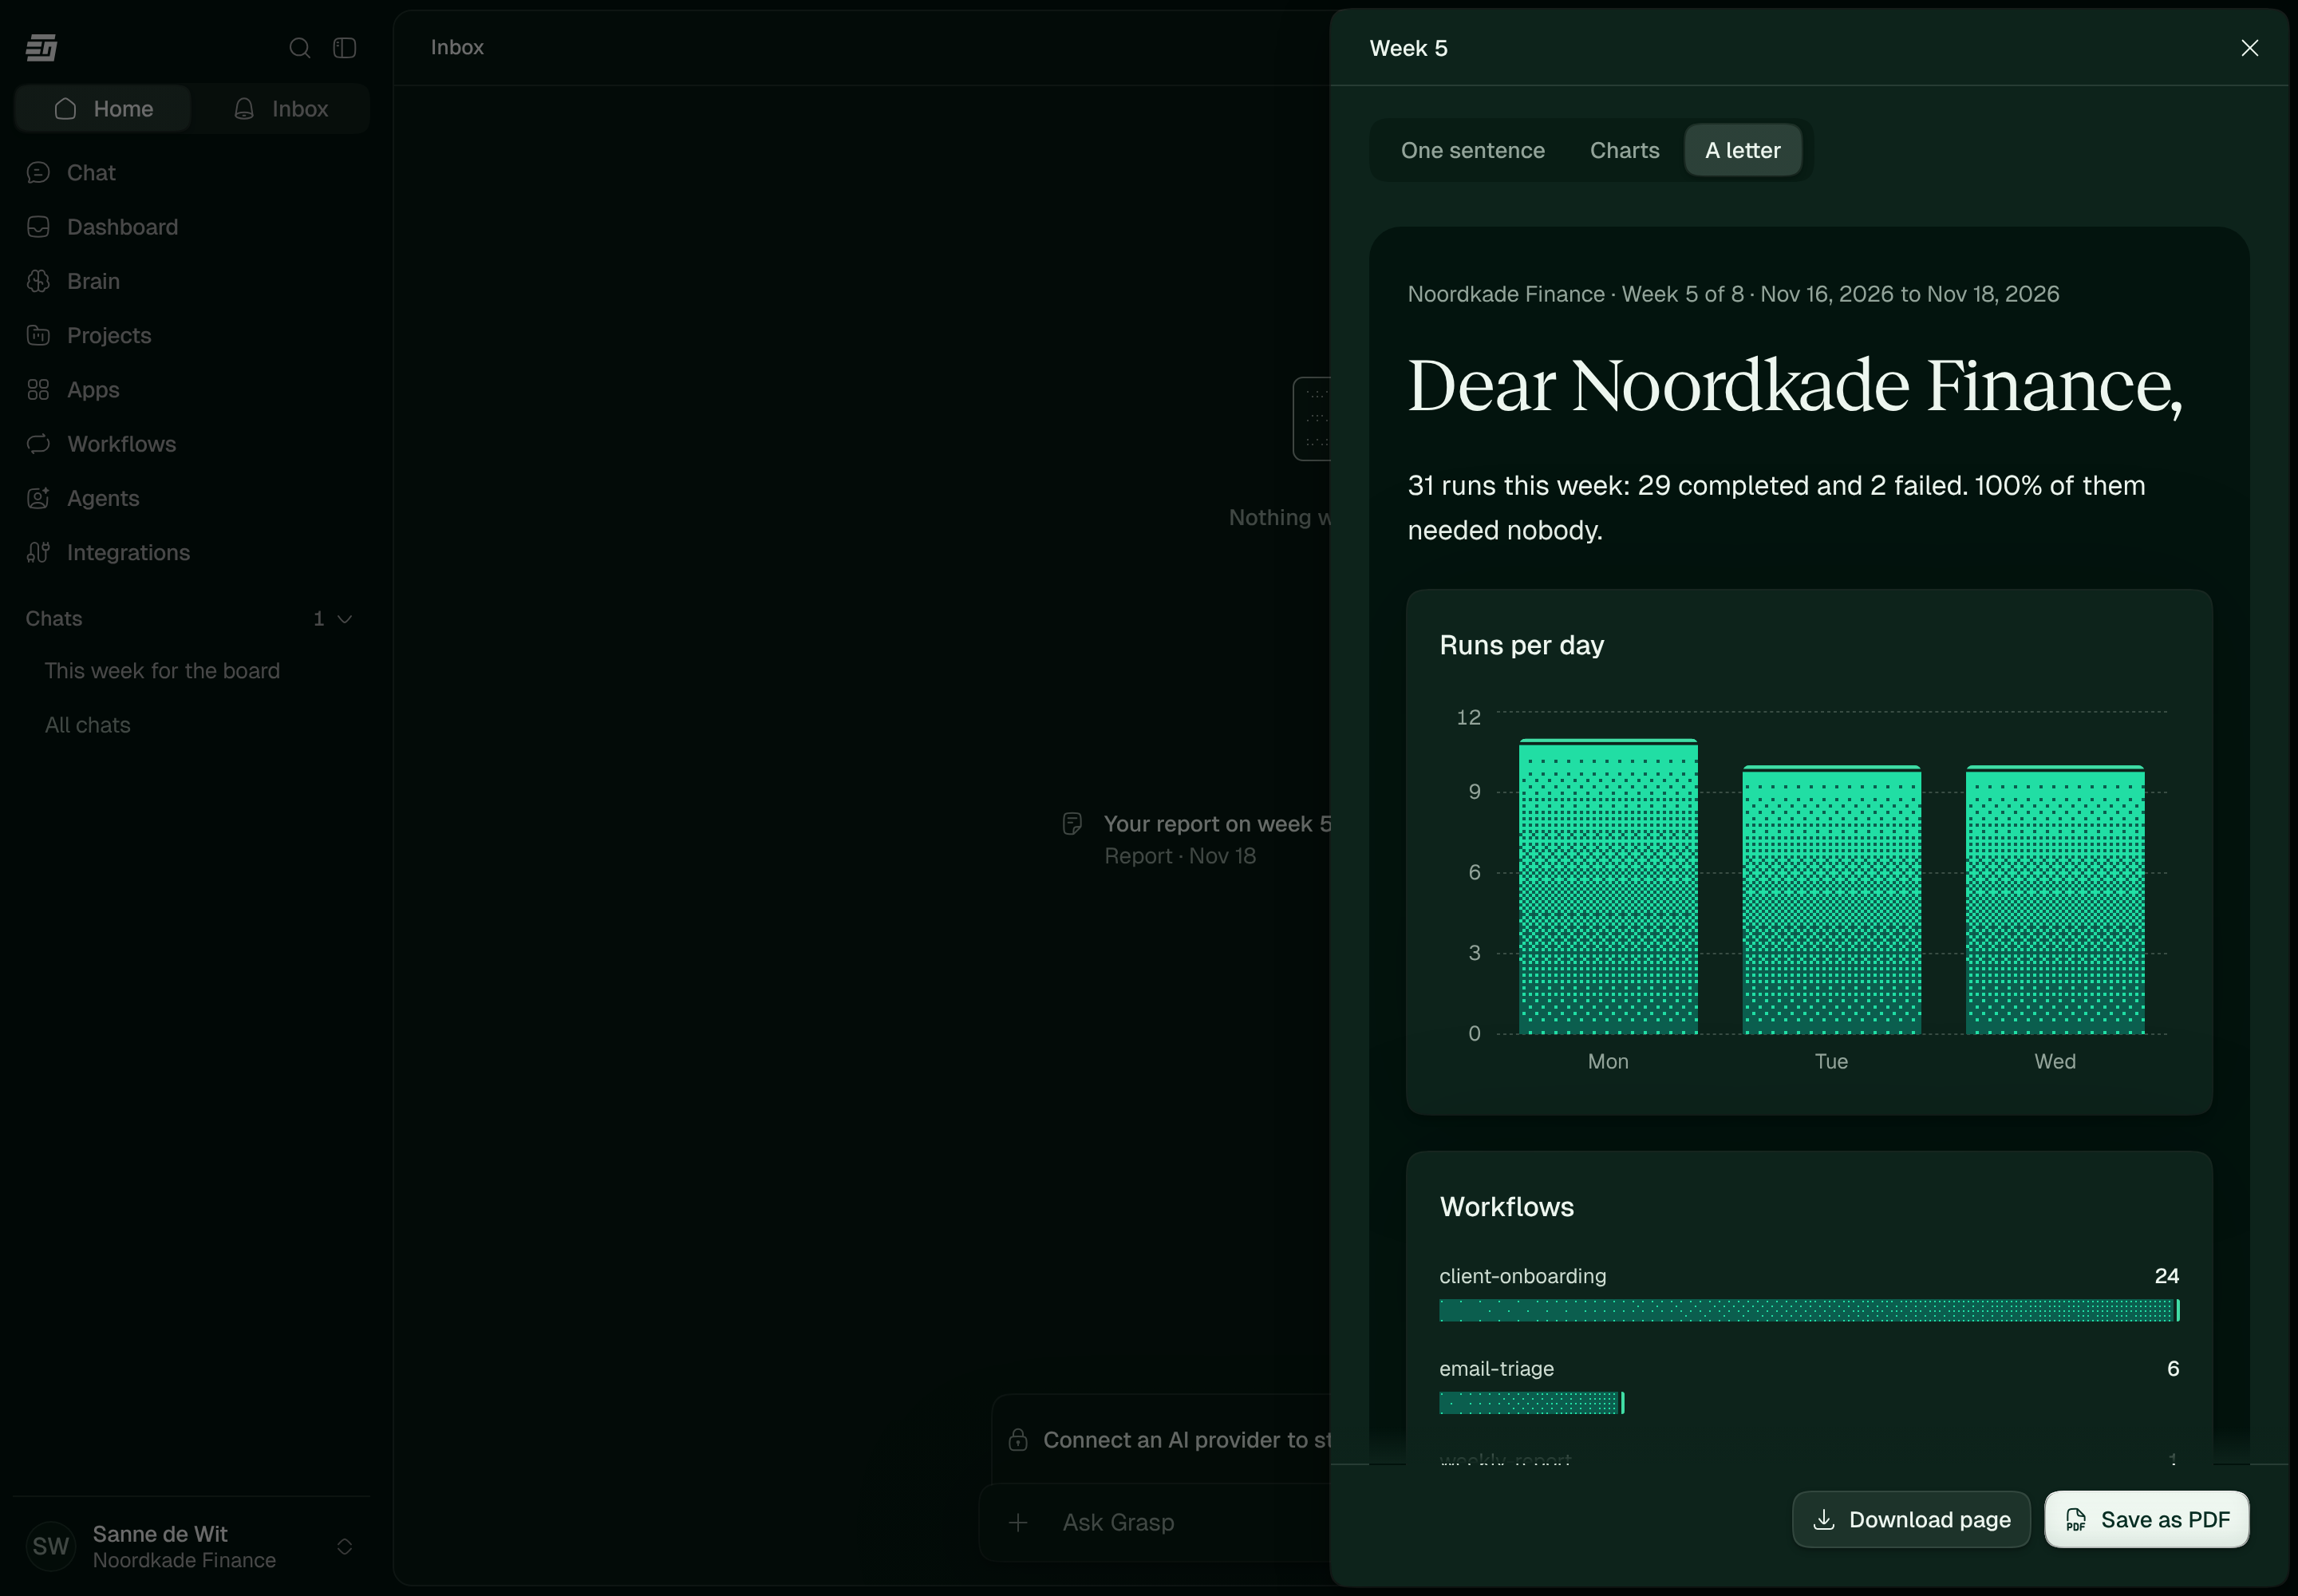 Home
Inbox
Chat
Dashboard
Brain
Projects
Apps
Workflows
Agents
Integrations
Chats 1
This week for the board
All chats
SW
Sanne de Wit
Noordkade Finance
Inbox
Nothing w
Your report on week 5
Report · Nov 18
Connect an AI provider to st
Ask Grasp
Week 5
One sentence
Charts
A letter
Noordkade Finance · Week 5 of 8 · Nov 16, 2026 to Nov 18, 2026
Dear Noordkade Finance,
31 runs this week: 29 completed and 2 failed. 100% of them
needed nobody.
Runs per day
12
9
6
3
0
Mon Tue Wed
Workflows
client-onboarding 24
email-triage 6
weekly-report 1
Download page
PDF
Save as PDF